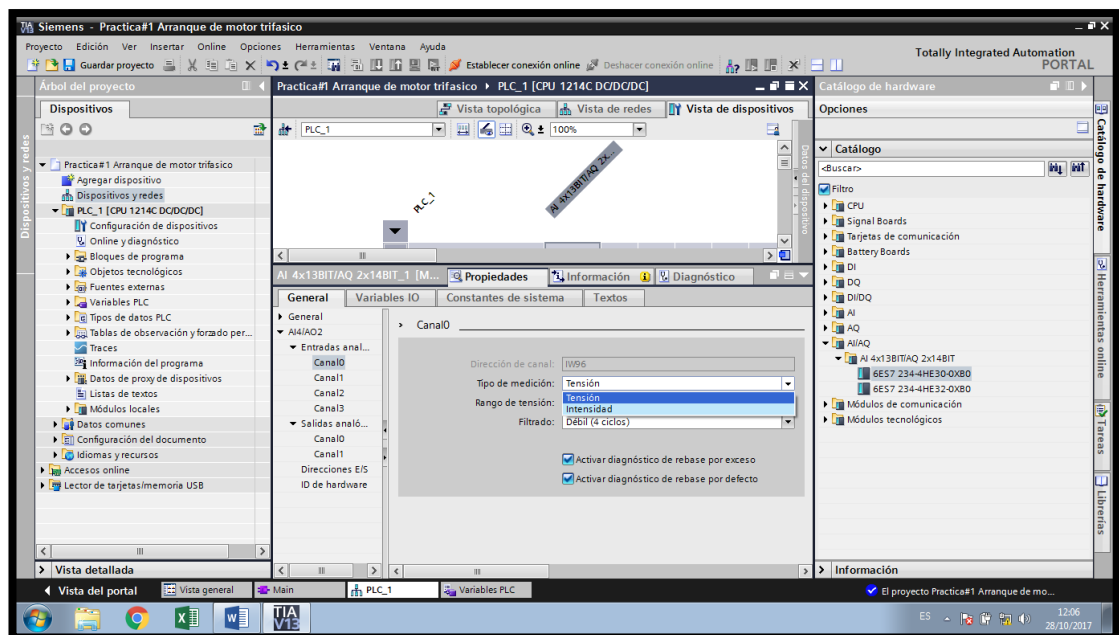 Siemens - Practica#1 Arranque de motor trifasico
Proyecto Edición Ver Insertar Online Opciones Herramientas Ventana Ayuda
Totally Integrated Automation
PORTAL
Guardar proyecto
Establecer conexión online
Deshacer conexión online
Árbol del proyecto
Dispositivos
Dispositivos y redes
Practica#1 Arranque de motor trifasico
Agregar dispositivo
Dispositivos y redes
PLC_1 [CPU 1214C DC/DC/DC]
Configuración de dispositivos
Online y diagnóstico
Bloques de programa
Objetos tecnológicos
Fuentes externas
Variables PLC
Tipos de datos PLC
Tablas de observación y forzado per...
Traces
Información del programa
Datos de proxy de dispositivos
Listas de textos
Módulos locales
Datos comunes
Configuración del documento
Idiomas y recursos
Accesos online
Lector de tarjetas/memoria USB
Vista detallada
Practica#1 Arranque de motor trifasico PLC_1 [CPU 1214C DC/DC/DC]
Vista topológica
Vista de redes
Vista de dispositivos
PLC_1
100%
PLC_1
AI 4x13BIT/AQ 2x...
Datos del dispositivo
AI 4x13BIT/AQ 2x14BIT_1 [M...
Propiedades
Información
Diagnóstico
General
Variables IO
Constantes de sistema
Textos
General
AI4/AO2
Entradas anal...
Canal0
Canal1
Canal2
Canal3
Salidas analó...
Canal0
Canal1
Direcciones E/S
ID de hardware
Canal0
Dirección de canal: IW96
Tipo de medición: Tensión
Tensión
Intensidad
Rango de tensión:
Filtrado: Débil (4 ciclos)
Activar diagnóstico de rebase por exceso
Activar diagnóstico de rebase por defecto
Catálogo de hardware
Opciones
Catálogo
<Buscar>
Filtro
CPU
Signal Boards
Tarjetas de comunicación
Battery Boards
DI
DQ
DI/DQ
AI
AQ
AI/AQ
AI 4x13BIT/AQ 2x14BIT
6ES7 234-4HE30-0XB0
6ES7 234-4HE32-0XB0
Módulos de comunicación
Módulos tecnológicos
Información
Catálogo de hardware
Herramientas online
Tareas
Librerías
Vista del portal
Vista general
Main
PLC_1
Variables PLC
El proyecto Practica#1 Arranque de mo...
TIA
V13
ES
12:06
28/10/2017